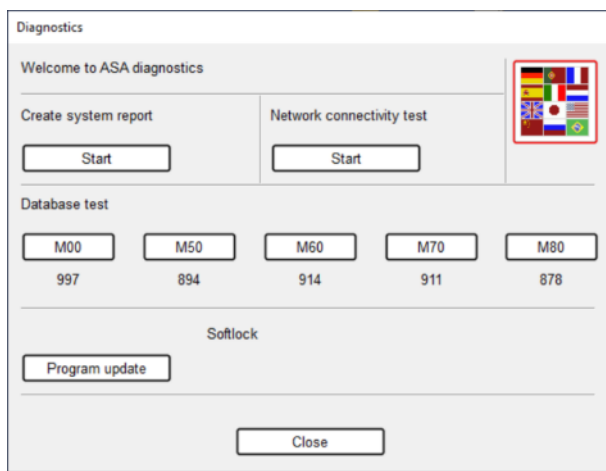 Diagnostics
Welcome to ASA diagnostics
Create system report
Network connectivity test
Start
Start
Database test
M00
M50
M60
M70
M80
997
894
914
911
878
Softlock
Program update
Close